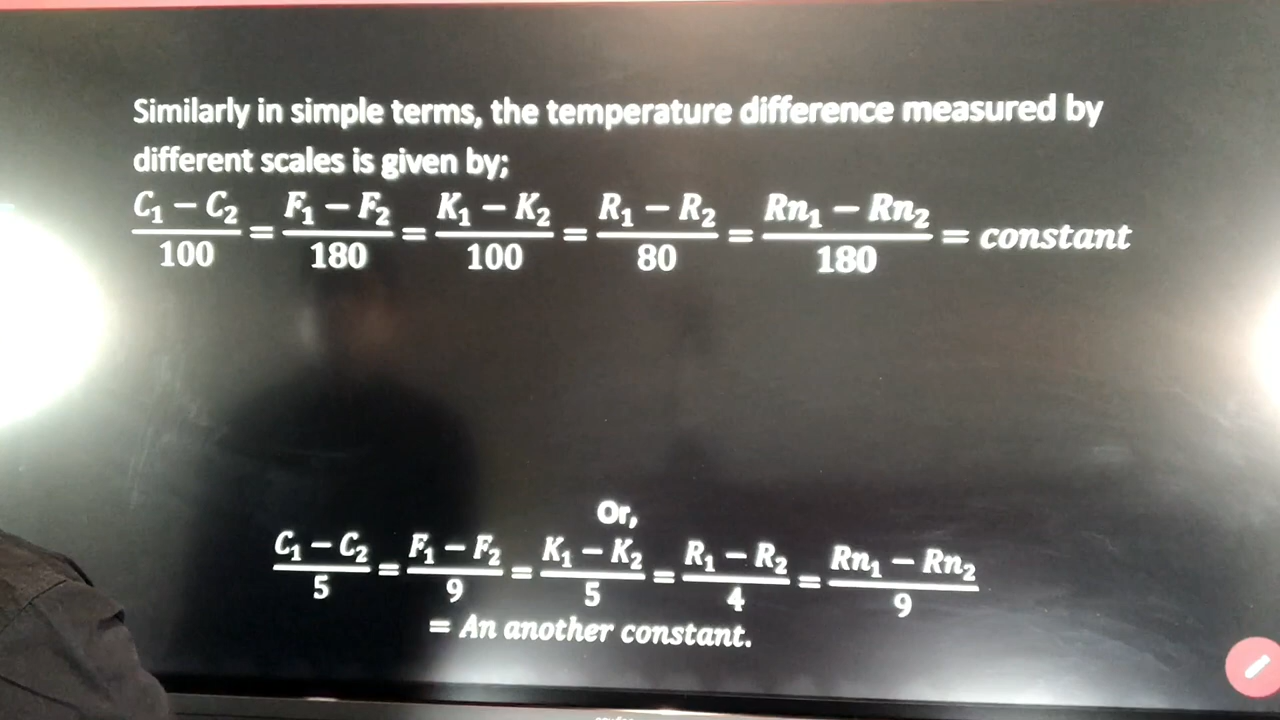 Similarly in simple terms, the temperature difference measured by
different scales is given by;
C₁ − C₂/100 = F₁ − F₂/180 = K₁ − K₂/100 = R₁ − R₂/80 = Rn₁ − Rn₂/180 = constant
Or,
C₁ − C₂/5 = F₁ − F₂/9 = K₁ − K₂/5 = R₁ − R₂/4 = Rn₁ − Rn₂/9
= An another constant.